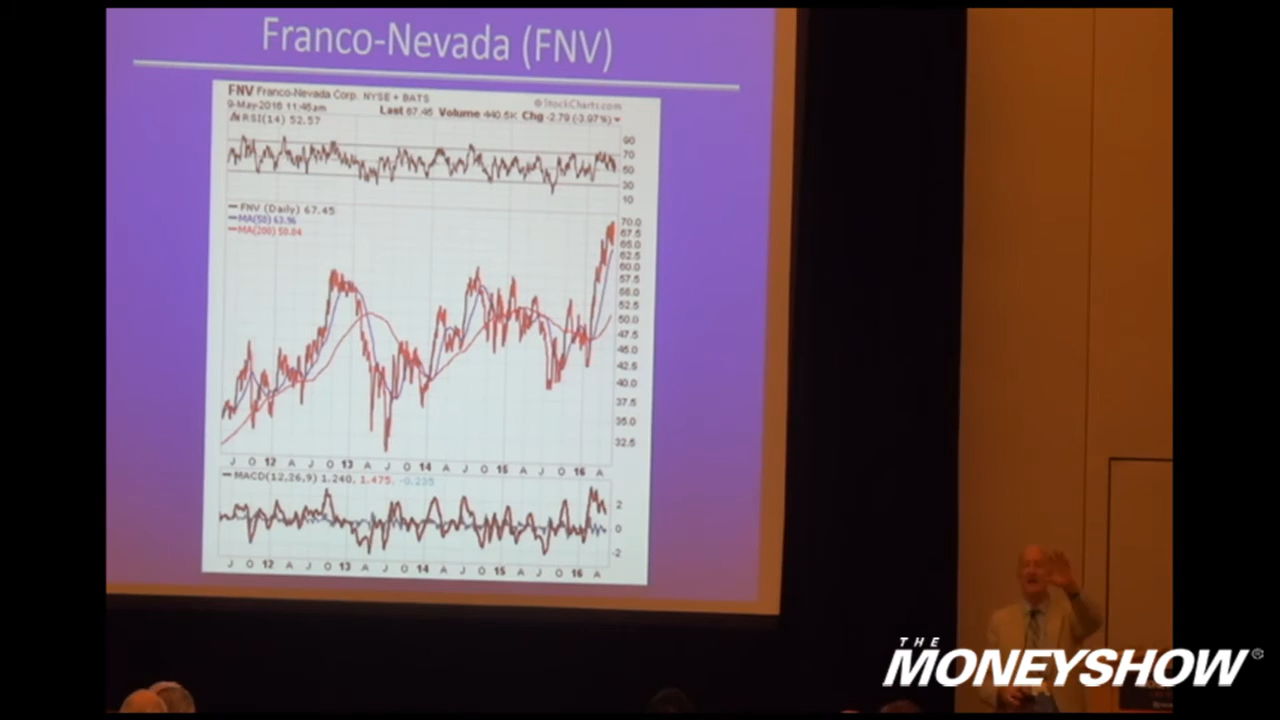 Franco-Nevada (FNV)
FNV Franco-Nevada Corp. NYSE + BATS
© StockCharts.com
9-May-2016 11:46am
Last 67.45 Volume 440.5K Chg -2.79 (-3.97%)
RSI(14) 52.57
90
70
50
30
10
FNV (Daily) 67.45
MA(50) 63.96
MA(200) 50.84
70.0
67.5
65.0
62.5
60.0
57.5
55.0
52.5
50.0
47.5
45.0
42.5
40.0
37.5
35.0
32.5
J O 12 A J O 13 A J O 14 A J O 15 A J O 16 A
MACD(12,26,9) 1.240, 1.475, -0.235
2
0
-2
J O 12 A J O 13 A J O 14 A J O 15 A J O 16 A
THE
MONEYSHOW®